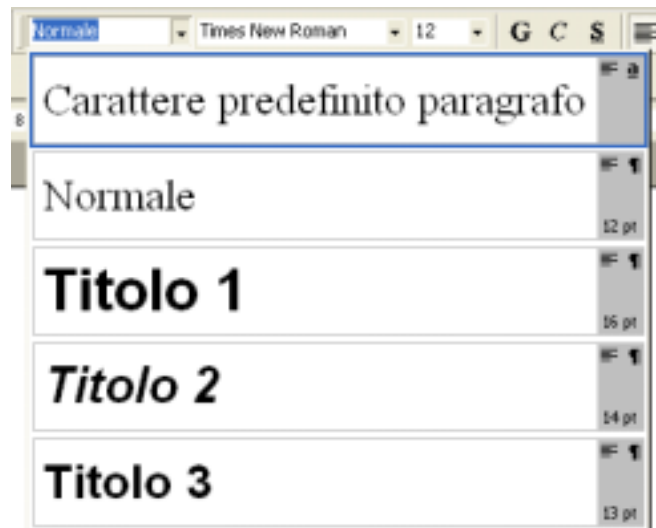 Normale Times New Roman 12 G C S
a
Carattere predefinito paragrafo
8
¶
Normale
12 pt
¶
Titolo 1
16 pt
¶
Titolo 2
14 pt
¶
Titolo 3
13 pt